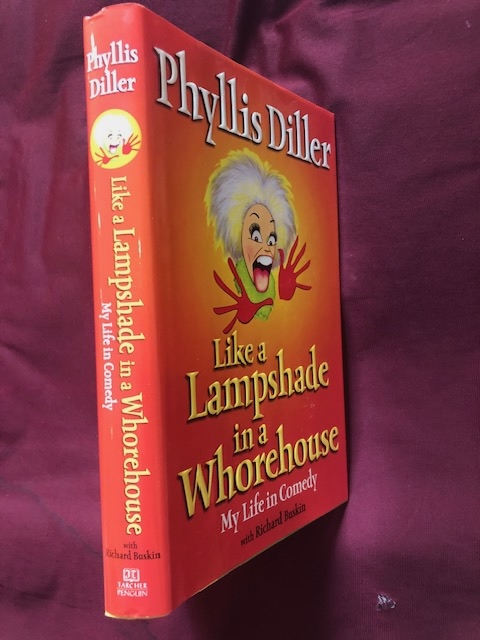 Phyllis
Diller
Like a Lampshade in a Whorehouse
My Life in Comedy
with
Richard Buskin
TARCHER
PENGUIN
Phyllis Diller
Like a
Lampshade
in a
Whorehouse
My Life in Comedy
with Richard Buskin